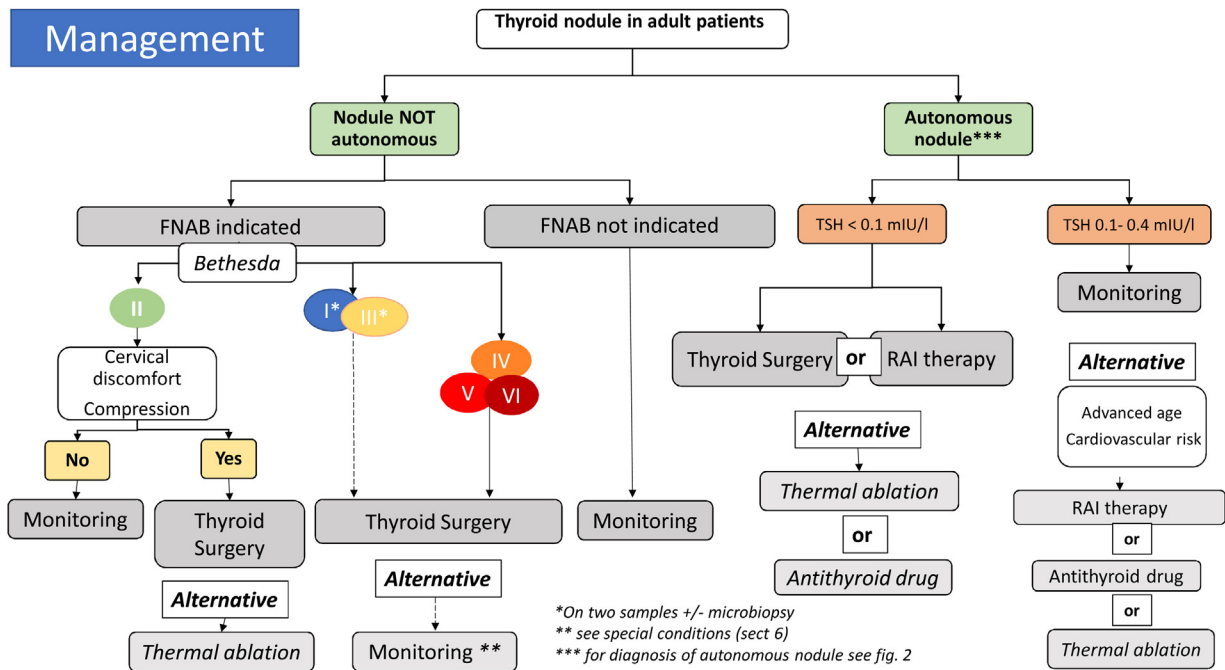 Management
Thyroid nodule in adult patients
Nodule NOT
autonomous
Autonomous
nodule***
FNAB indicated
FNAB not indicated
TSH < 0.1 mIU/l
TSH 0.1- 0.4 mIU/l
Bethesda
II
I*
III*
IV
V
VI
Monitoring
Cervical
discomfort
Compression
Thyroid Surgery
or
RAI therapy
Alternative
Advanced age
Cardiovascular risk
No
Yes
Alternative
Monitoring
Thyroid
Surgery
Thyroid Surgery
Monitoring
Thermal ablation
or
Antithyroid drug
RAI therapy
or
Antithyroid drug
or
Thermal ablation
Alternative
Thermal ablation
Alternative
Monitoring **
*On two samples +/- microbiopsy
** see special conditions (sect 6)
*** for diagnosis of autonomous nodule see fig. 2